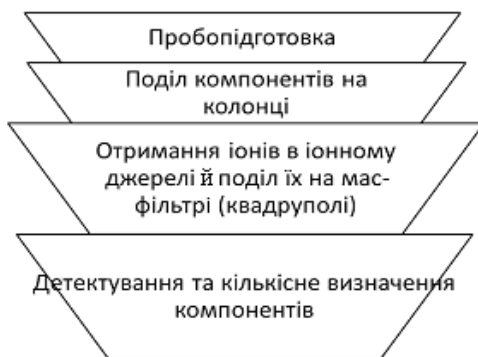 Пробопідготовка
Поділ компонентів на
колонці
Отримання іонів в іонному
джерелі й поділ їх на мас-
фільтрі (квадруполі)
Детектування та кількісне визначення
компонентів